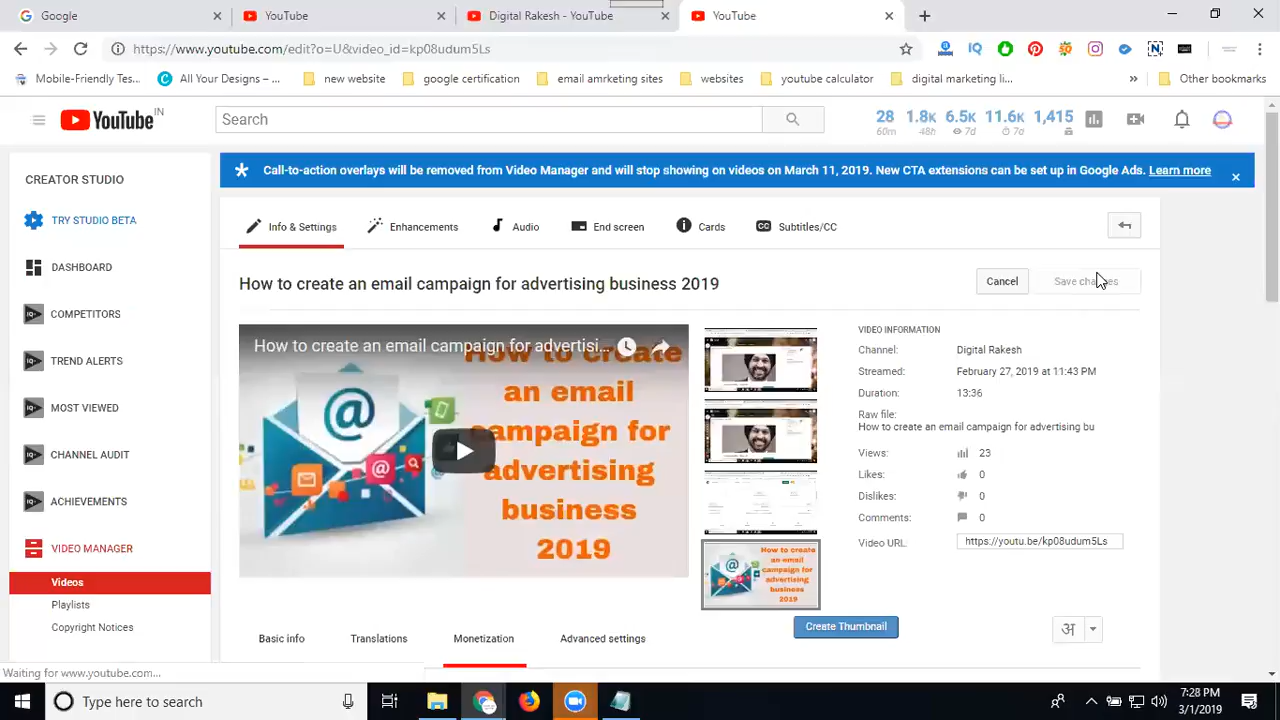 Google
YouTube
Digital Rakesh - YouTube
YouTube
https://www.youtube.com/edit?o=U&video_id=kp08udum5Ls
Mobile-Friendly Tes...
All Your Designs – ...
new website
google certification
email amrketing sites
websites
youtube calculator
digital marketing li...
Other bookmarks
YouTube IN
Search
28 60m
1.8K 48h
6.5K 7d
11.6K 7d
1,415
CREATOR STUDIO
TRY STUDIO BETA
DASHBOARD
COMPETITORS
TREND ALERTS
MOST VIEWED
CHANNEL AUDIT
ACHIEVEMENTS
VIDEO MANAGER
Videos
Playlists
Copyright Notices
Call-to-action overlays will be removed from Video Manager and will stop showing on videos on March 11, 2019. New CTA extensions can be set up in Google Ads. Learn more
Info & Settings
Enhancements
Audio
End screen
Cards
Subtitles/CC
How to create an email campaign for advertising business 2019
Cancel
Save changes
How to create an email campaign for advertisi...
How to create
an email
campaign for
advertising
business
2019
How to create
an email
campaign for
advertising
business
2019
Create Thumbnail
VIDEO INFORMATION
Channel: Digital Rakesh
Streamed: February 27, 2019 at 11:43 PM
Duration: 13:36
Raw file:
How to create an email campaign for advertising bu
Views: 23
Likes: 0
Dislikes: 0
Comments: 0
Video URL: https://youtu.be/kp08udum5Ls
अ
Basic info
Translations
Monetization
Advanced settings
Waiting for www.youtube.com...
Type here to search
7:28 PM
3/1/2019